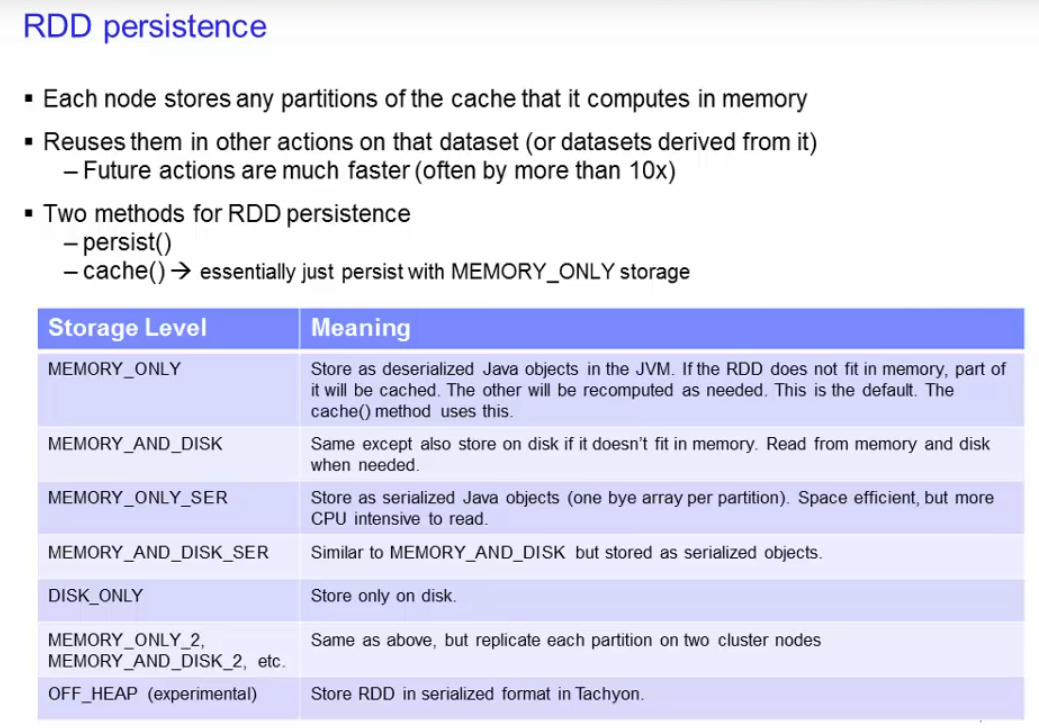 RDD persistence
▪ Each node stores any partitions of the cache that it computes in memory
▪ Reuses them in other actions on that dataset (or datasets derived from it)
– Future actions are much faster (often by more than 10x)
▪ Two methods for RDD persistence
– persist()
– cache() → essentially just persist with MEMORY_ONLY storage
Storage Level Meaning
MEMORY_ONLY Store as deserialized Java objects in the JVM. If the RDD does not fit in memory, part of
it will be cached. The other will be recomputed as needed. This is the default. The
cache() method uses this.
MEMORY_AND_DISK Same except also store on disk if it doesn't fit in memory. Read from memory and disk
when needed.
MEMORY_ONLY_SER Store as serialized Java objects (one bye array per partition). Space efficient, but more
CPU intensive to read.
MEMORY_AND_DISK_SER Similar to MEMORY_AND_DISK but stored as serialized objects.
DISK_ONLY Store only on disk.
MEMORY_ONLY_2, Same as above, but replicate each partition on two cluster nodes
MEMORY_AND_DISK_2, etc.
OFF_HEAP (experimental) Store RDD in serialized format in Tachyon.